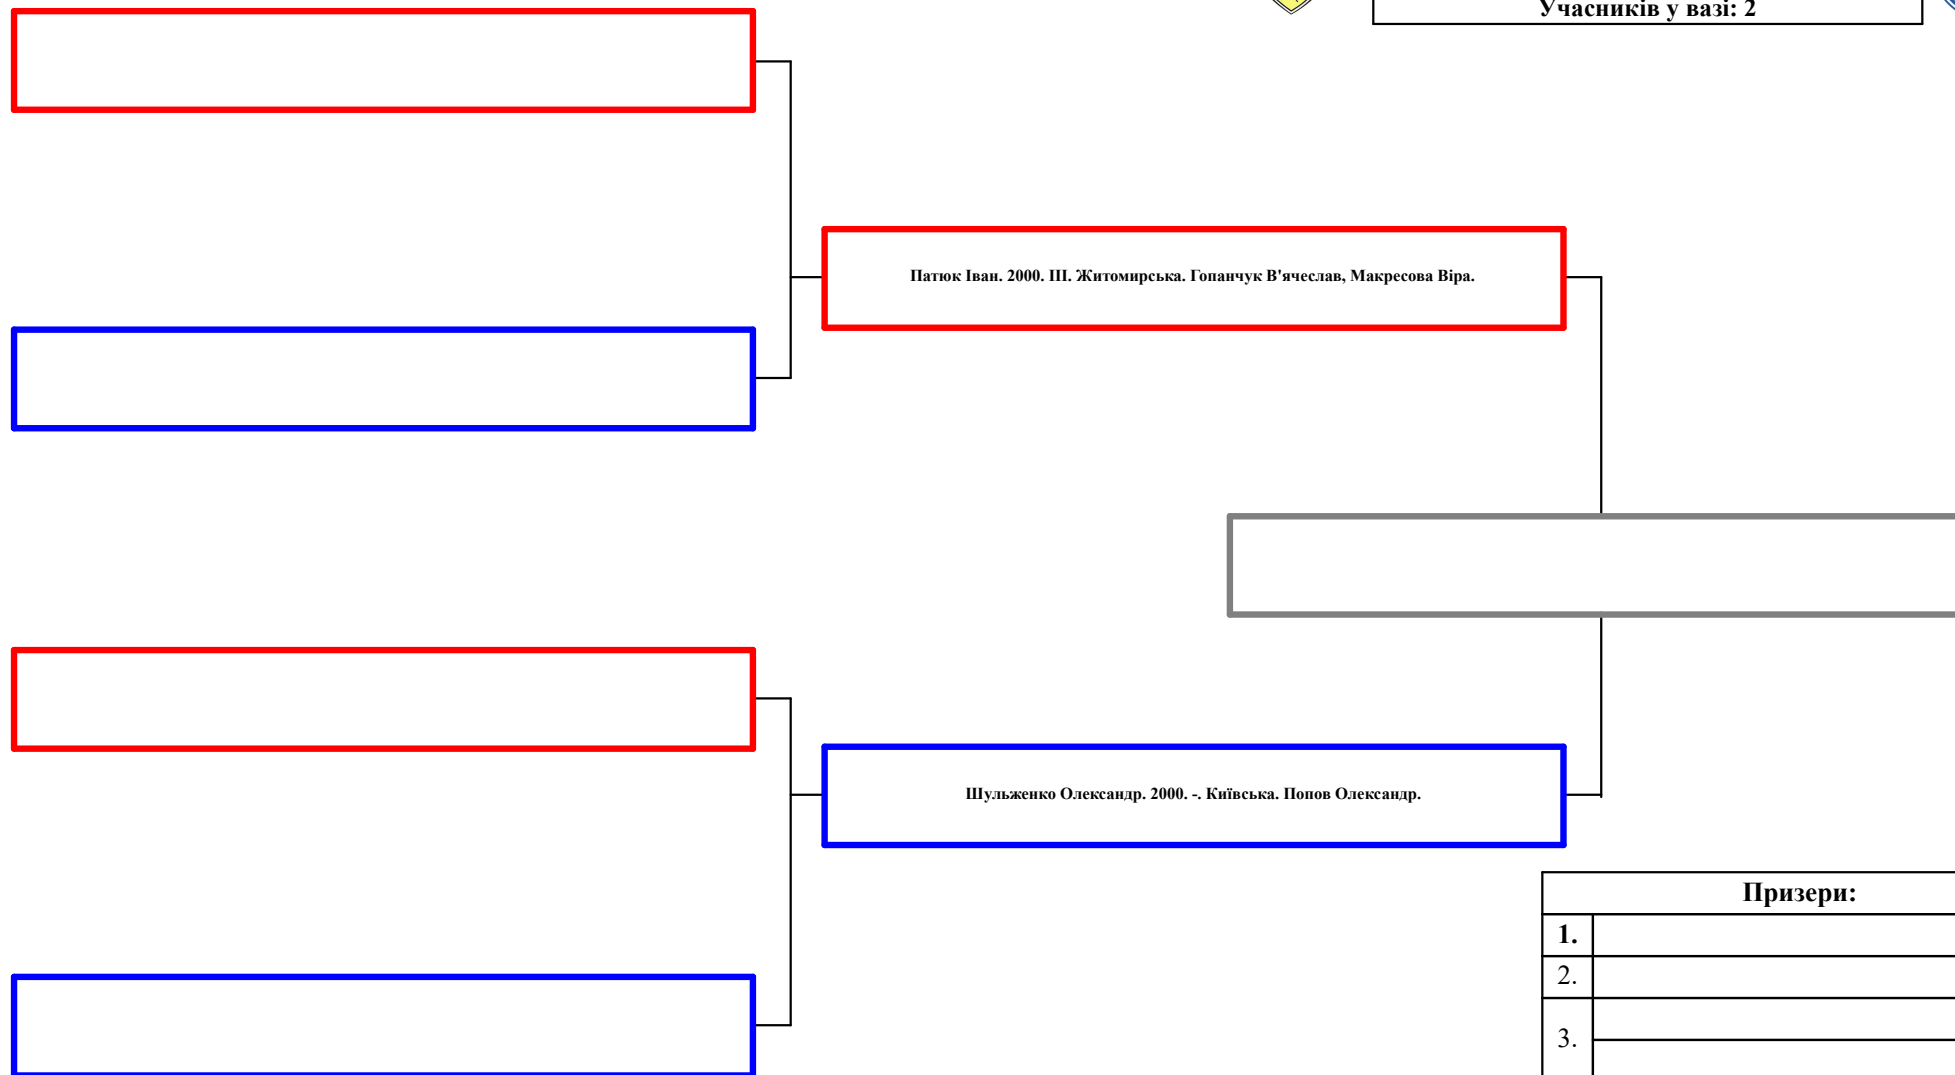 Учасників у вазі: 2
Патюк Іван. 2000. ІІІ. Житомирська. Гопанчук В'ячеслав, Макресова Віра.
Шульженко Олександр. 2000. -. Київська. Попов Олександр.
Призери:
1.
2.
3.